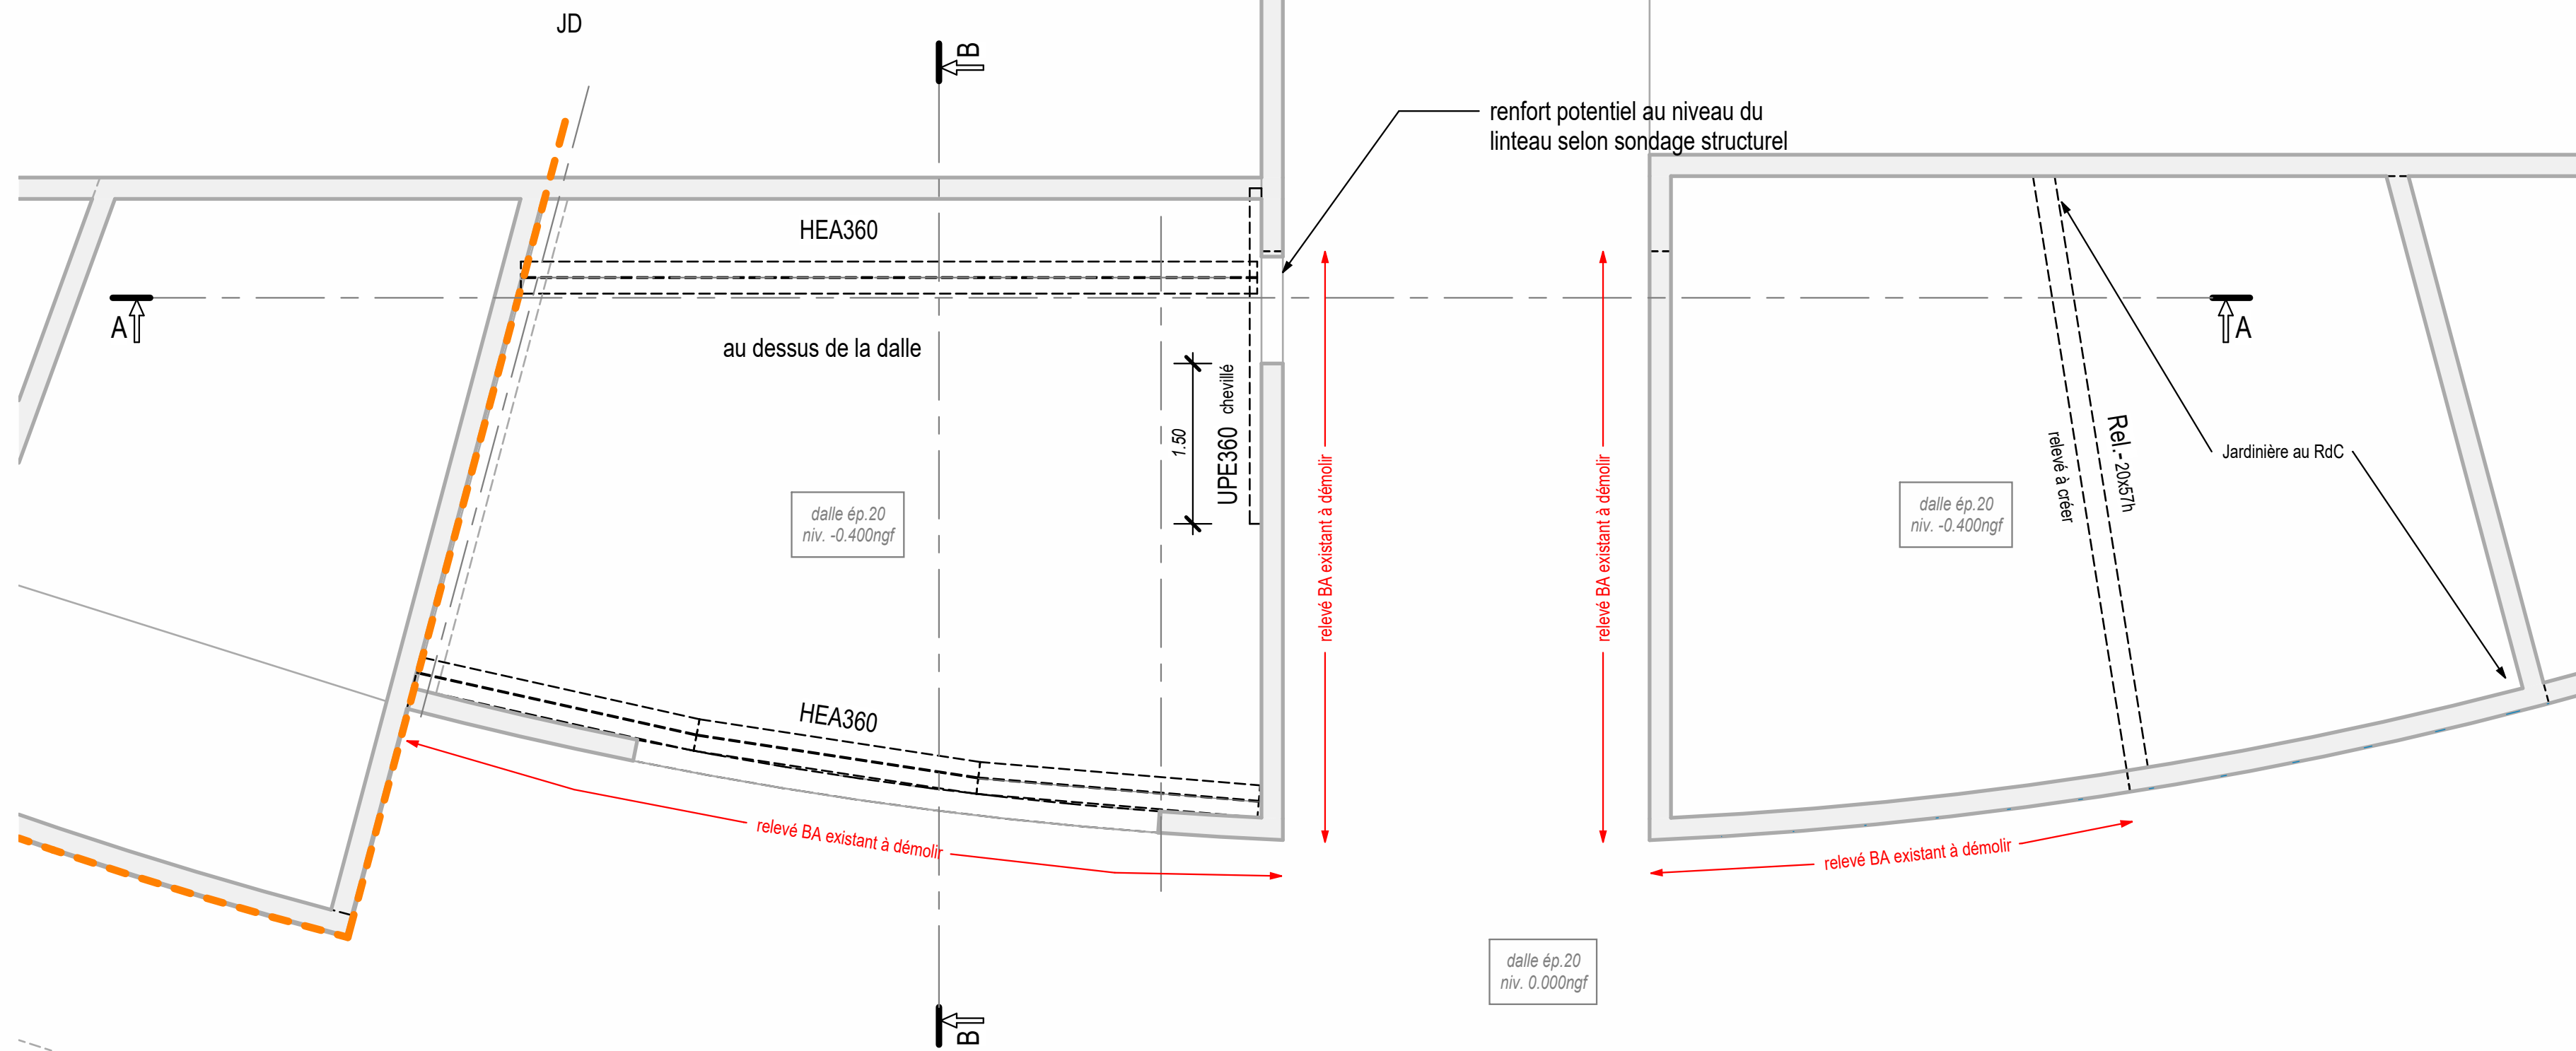 JD
B
renfort potentiel au niveau du
linteau selon sondage structurel
HEA360
A
A
au dessus de la dalle
UPE360 chevillé
1.50
relevé BA existant à démolir
relevé BA existant à démolir
Rel. - 20x57h
relevé à créer
Jardinière au RdC
dalle ép.20
niv. -0.400ngf
dalle ép.20
niv. -0.400ngf
HEA360
relevé BA existant à démolir
relevé BA existant à démolir
dalle ép.20
niv. 0.000ngf
B